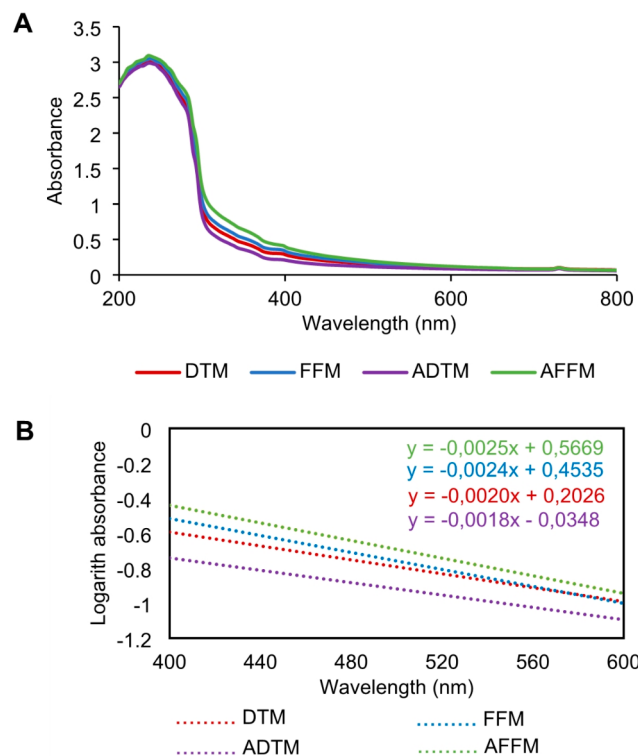 A
3.5
3
2.5
2
1.5
1
0.5
0
Absorbance
200
400
600
800
Wavelength (nm)
DTM FFM ADTM AFFM
B
0
-0.2
-0.4
-0.6
-0.8
-1
-1.2
Logarith absorbance
y = -0,0025x + 0,5669
y = -0,0024x + 0,4535
y = -0,0020x + 0,2026
y = -0,0018x - 0,0348
400 440 480 520 560 600
Wavelength (nm)
DTM FFM
ADTM AFFM